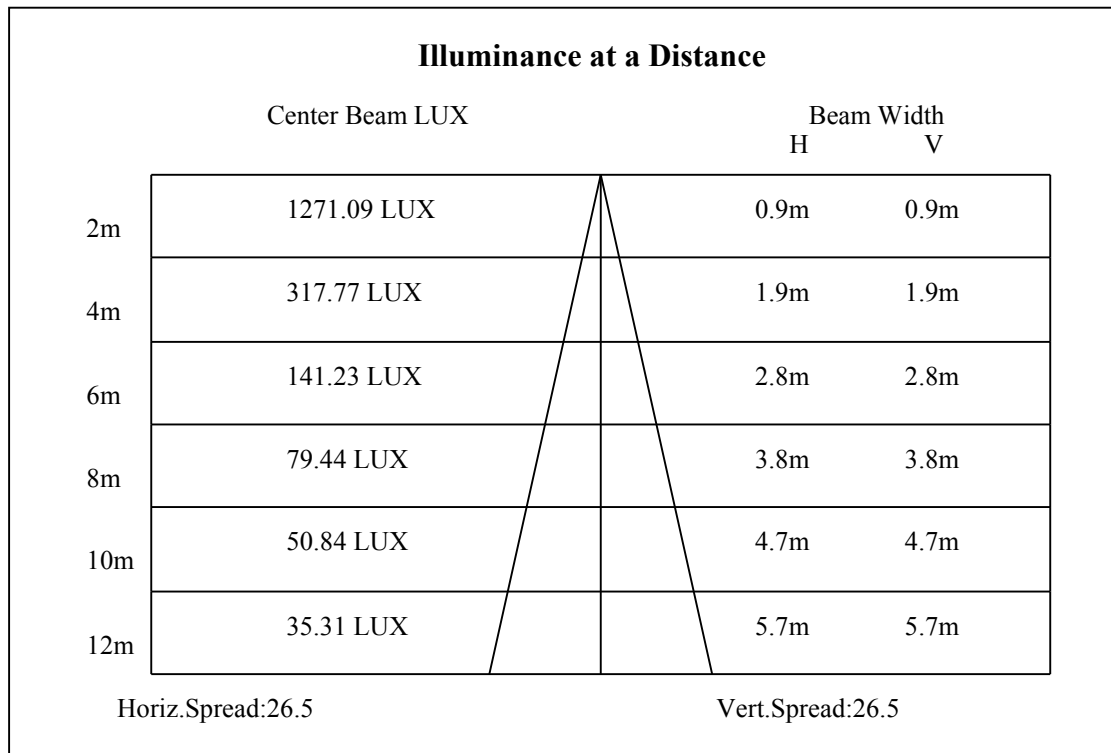 Illuminance at a Distance
Center Beam LUX Beam Width
H V
2m 1271.09 LUX 0.9m 0.9m
4m 317.77 LUX 1.9m 1.9m
6m 141.23 LUX 2.8m 2.8m
8m 79.44 LUX 3.8m 3.8m
10m 50.84 LUX 4.7m 4.7m
12m 35.31 LUX 5.7m 5.7m
Horiz.Spread:26.5 Vert.Spread:26.5